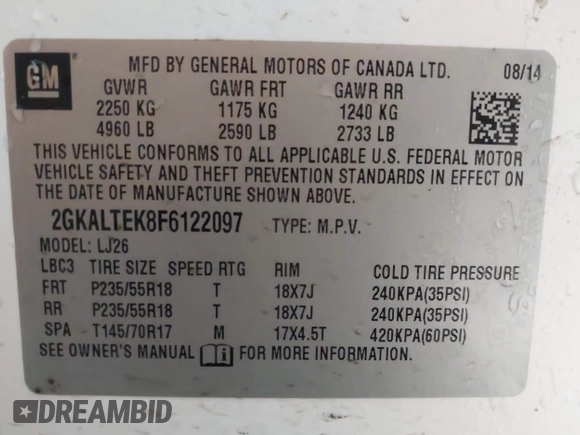 GM
MFD BY GENERAL MOTORS OF CANADA LTD. 08/14
GVWR GAWR FRT GAWR RR
2250 KG 1175 KG 1240 KG
4960 LB 2590 LB 2733 LB
THIS VEHICLE CONFORMS TO ALL APPLICABLE U.S. FEDERAL MOTOR
VEHICLE SAFETY AND THEFT PREVENTION STANDARDS IN EFFECT ON
THE DATE OF MANUFACTURE SHOWN ABOVE.
2GKALTEK8F6122097 TYPE: M.P.V.
MODEL: LJ26
LBC3 TIRE SIZE SPEED RTG RIM COLD TIRE PRESSURE
FRT P235/55R18 T 18X7J 240KPA(35PSI)
RR P235/55R18 T 18X7J 240KPA(35PSI)
SPA T145/70R17 M 17X4.5T 420KPA(60PSI)
SEE OWNER'S MANUAL FOR MORE INFORMATION.
DREAMBID